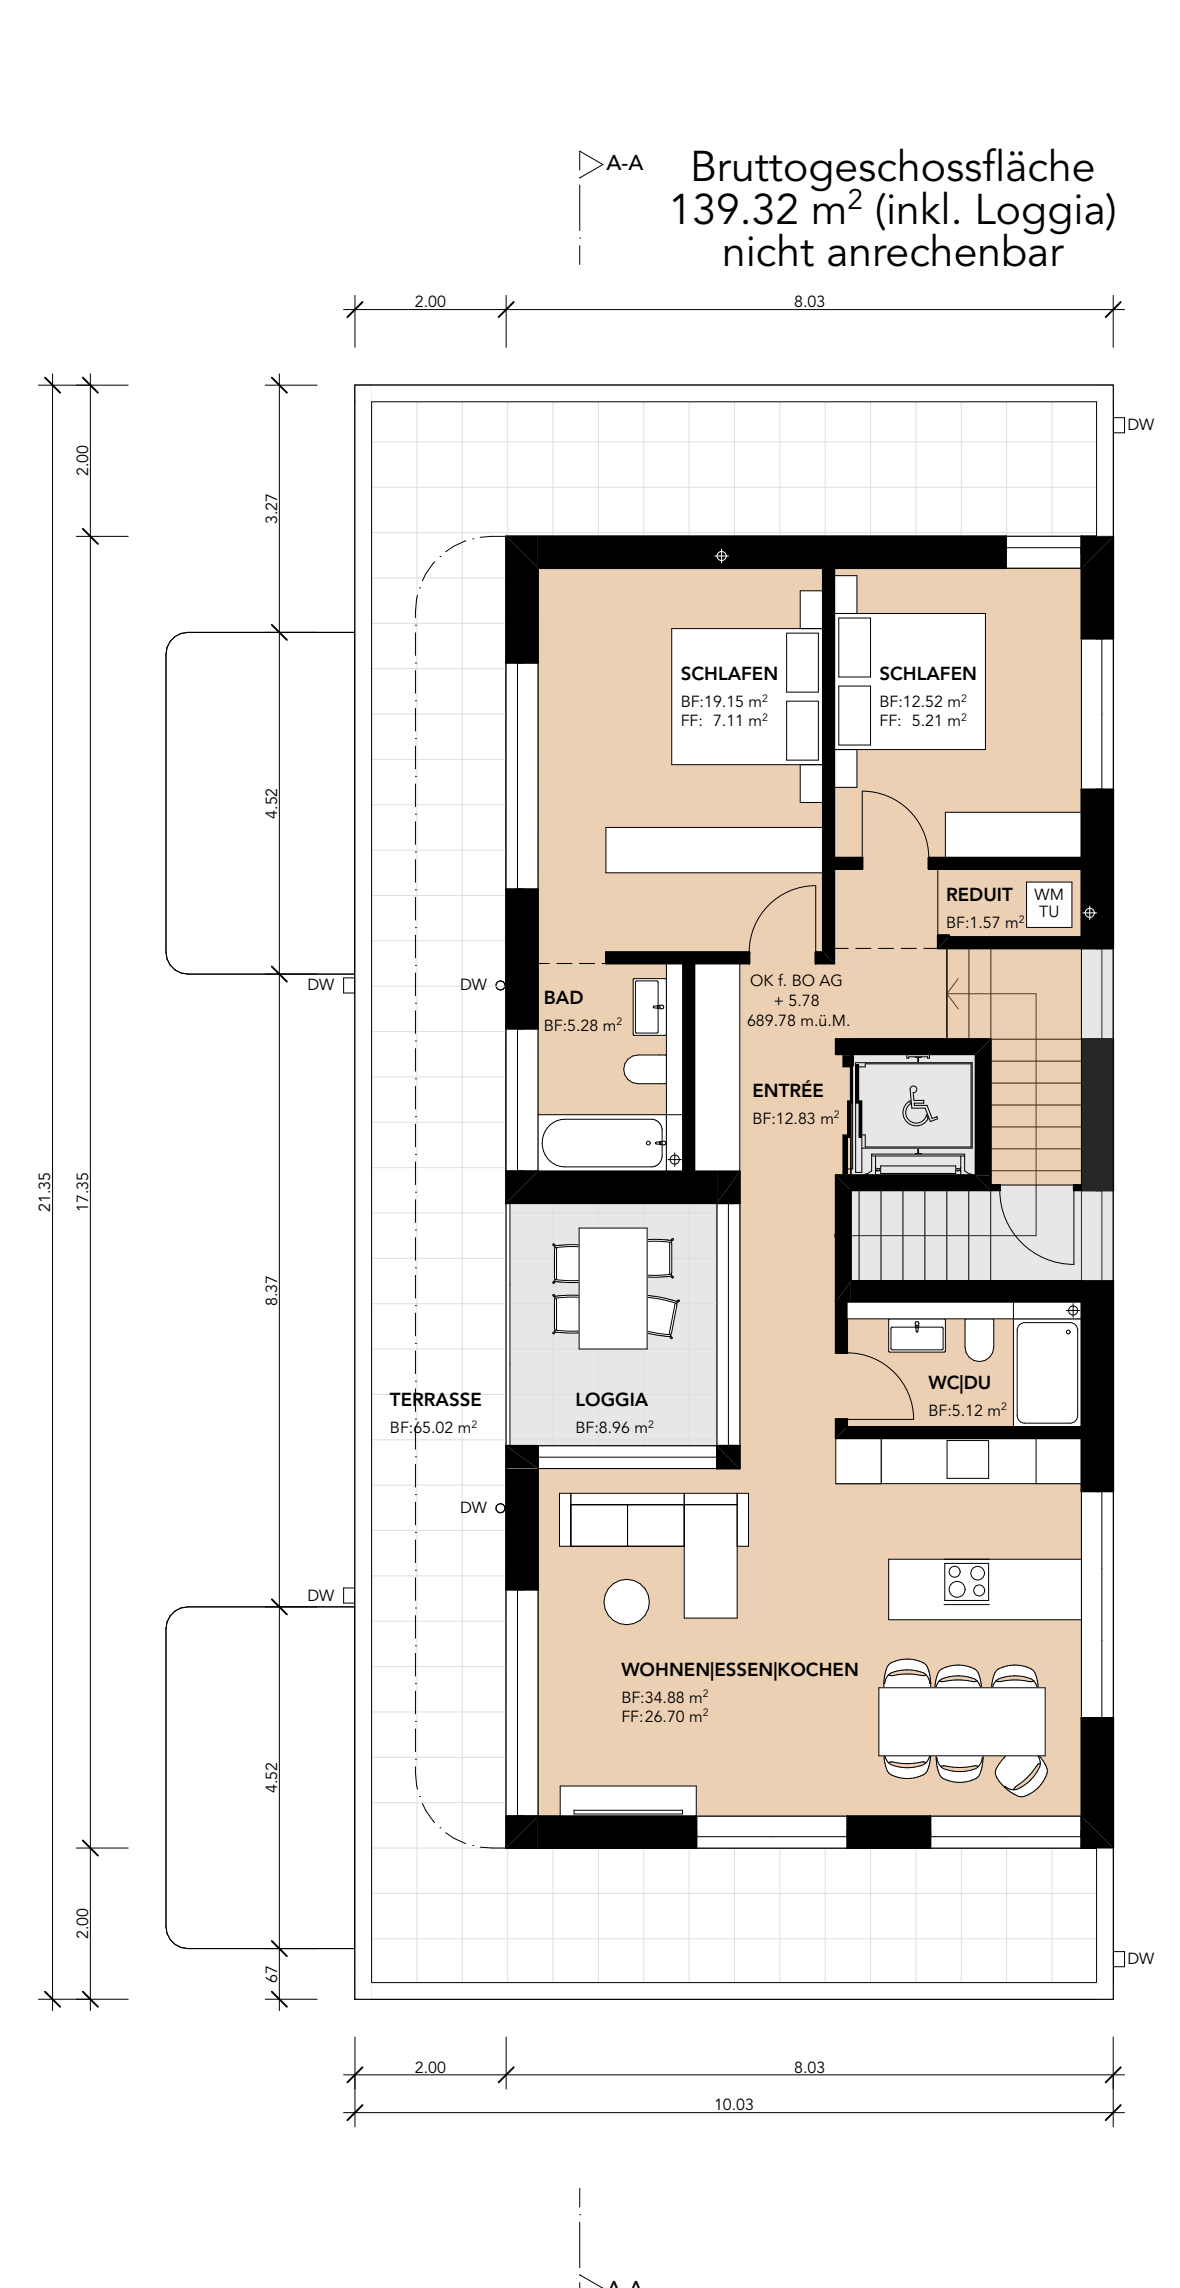 A-A
Bruttogeschossfläche
139.32 m² (inkl. Loggia)
nicht anrechenbar
2.00
8.03
DW
2.00
3.27
SCHLAFEN
BF:19.15 m²
FF: 7.11 m²
SCHLAFEN
BF:12.52 m²
FF: 5.21 m²
4.52
REDUIT
BF:1.57 m²
WM
TU
DW
DW
BAD
BF:5.28 m²
OK f. BO AG
+ 5.78
689.78 m.ü.M.
ENTRÉE
BF:12.83 m²
21.35
17.35
8.37
TERRASSE
BF:65.02 m²
LOGGIA
BF:8.96 m²
WC|DU
BF:5.12 m²
DW
DW
WOHNEN|ESSEN|KOCHEN
BF:34.88 m²
FF:26.70 m²
4.52
2.00
67
DW
2.00
8.03
10.03
A-A